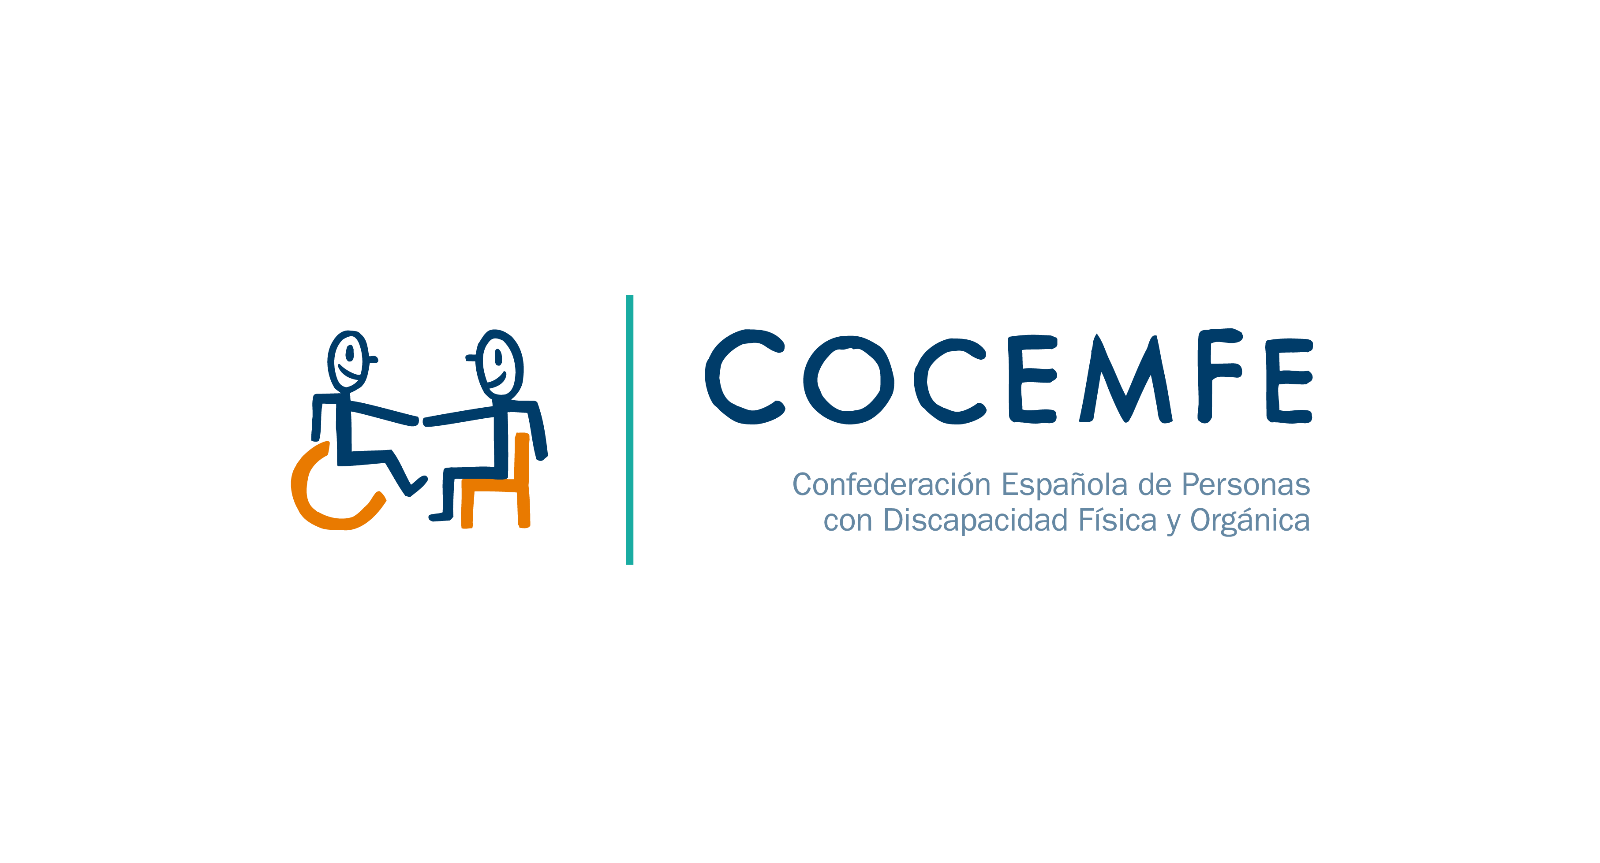 COCEMFE
Confederación Española de Personas
con Discapacidad Física y Orgánica